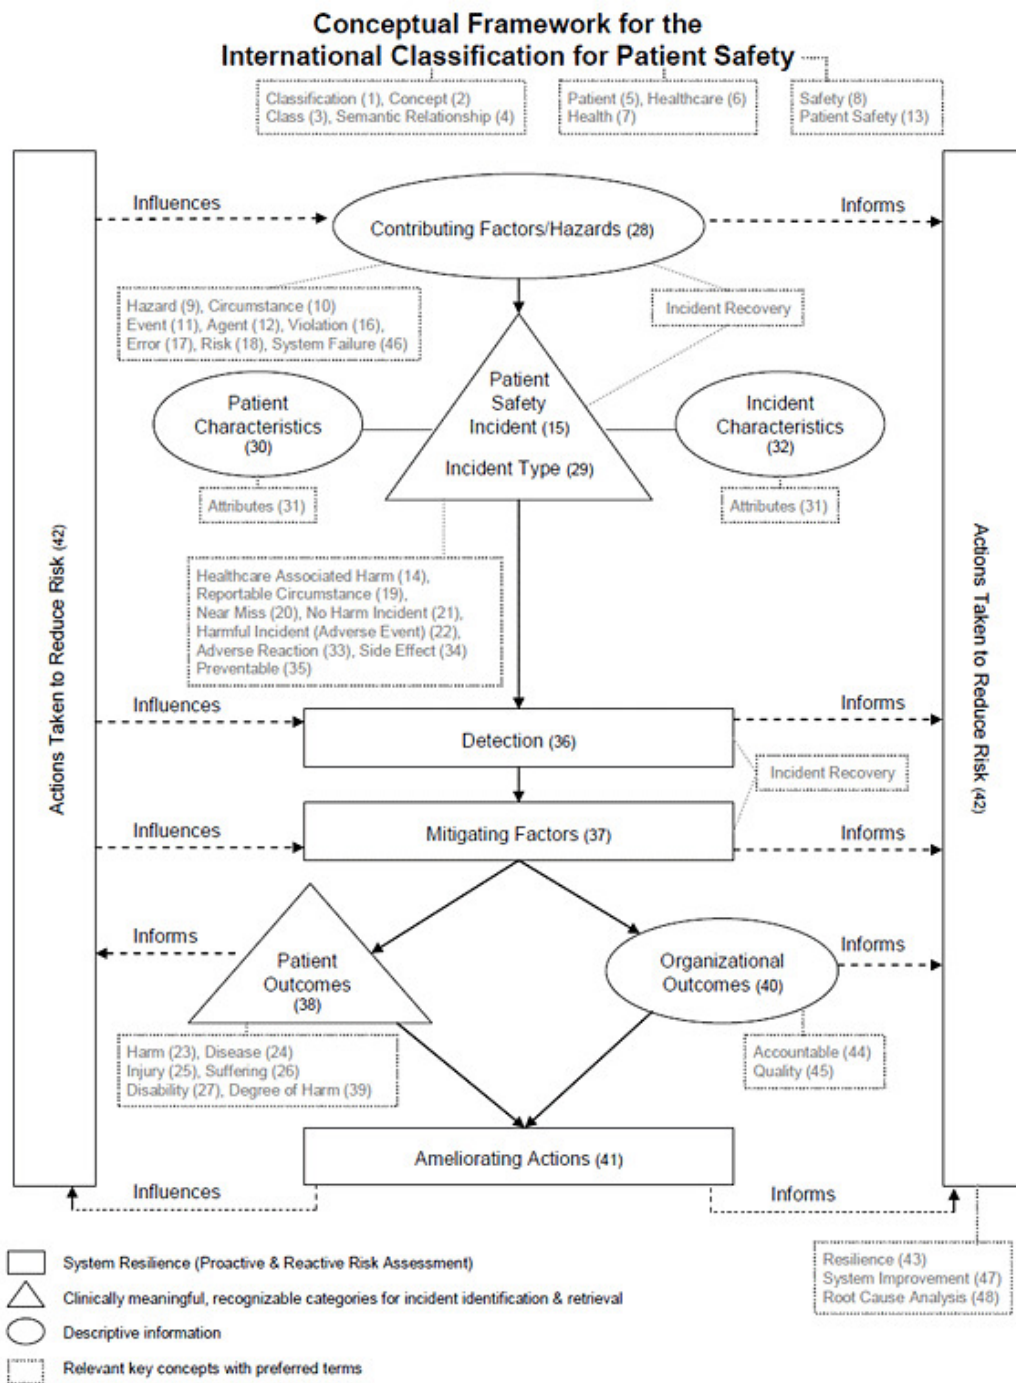 Conceptual Framework for the
International Classification for Patient Safety
Classification (1), Concept (2)
Class (3), Semantic Relationship (4)
Patient (5), Healthcare (6)
Health (7)
Safety (8)
Patient Safety (13)
Influences
Contributing Factors/Hazards (28)
Informs
Hazard (9), Circumstance (10)
Event (11), Agent (12), Violation (16),
Error (17), Risk (18), System Failure (46)
Incident Recovery
Patient
Characteristics
(30)
Patient
Safety
Incident (15)
Incident Type (29)
Incident
Characteristics
(32)
Attributes (31)
Attributes (31)
Actions Taken to Reduce Risk (42)
Actions Taken to Reduce Risk (42)
Healthcare Associated Harm (14),
Reportable Circumstance (19),
Near Miss (20), No Harm Incident (21),
Harmful Incident (Adverse Event) (22),
Adverse Reaction (33), Side Effect (34)
Preventable (35)
Influences
Detection (36)
Informs
Incident Recovery
Influences
Mitigating Factors (37)
Informs
Informs
Patient
Outcomes
(38)
Organizational
Outcomes (40)
Informs
Harm (23), Disease (24)
Injury (25), Suffering (26)
Disability (27), Degree of Harm (39)
Accountable (44)
Quality (45)
Ameliorating Actions (41)
Influences
Informs
Resilience (43)
System Improvement (47)
Root Cause Analysis (48)
System Resilience (Proactive & Reactive Risk Assessment)
Clinically meaningful, recognizable categories for incident identification & retrieval
Descriptive information
Relevant key concepts with preferred terms